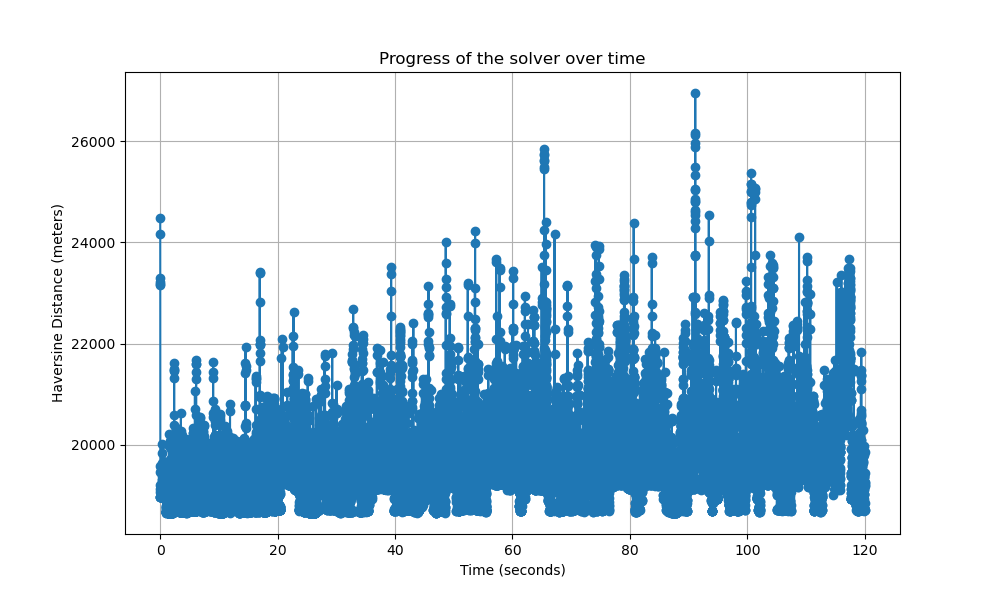 Progress of the solver over time
Haversine Distance (meters)
26000
24000
22000
20000
0 20 40 60 80 100 120
Time (seconds)